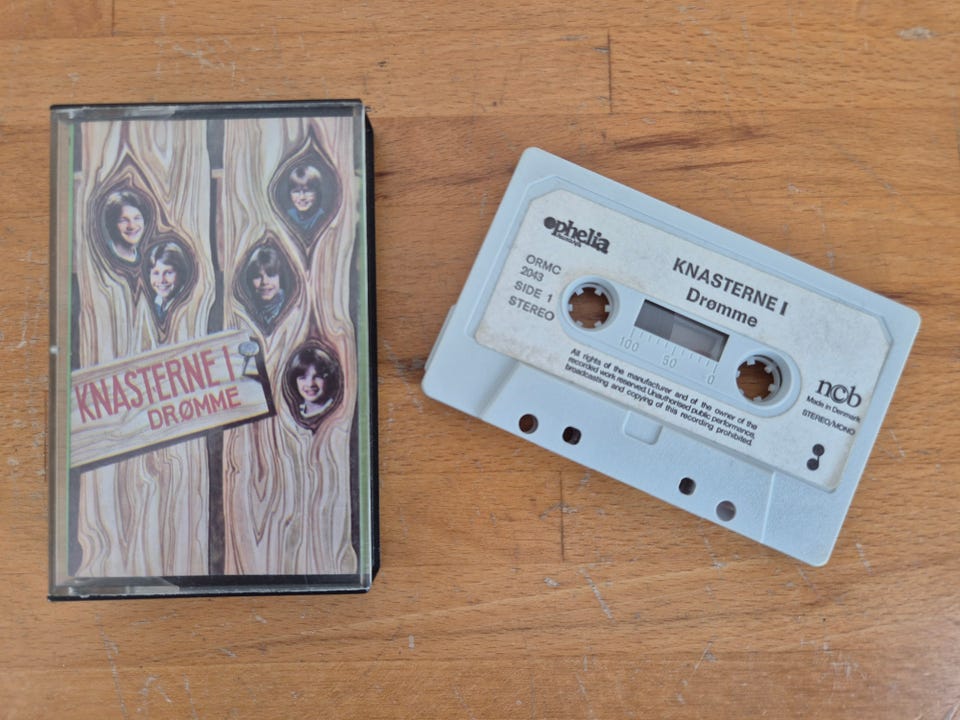 KNASTERNE I
DRØMME
Ophelia
ORMC
2043
SIDE 1
STEREO
KNASTERNE I
Drømme
100 50 0
All rights of the manufacturer and of the owner of the
recorded work reserved. Unauthorised public performance,
broadcasting and copying of this recording prohibited.
ncb
Made in Denmark
STEREO/MONO